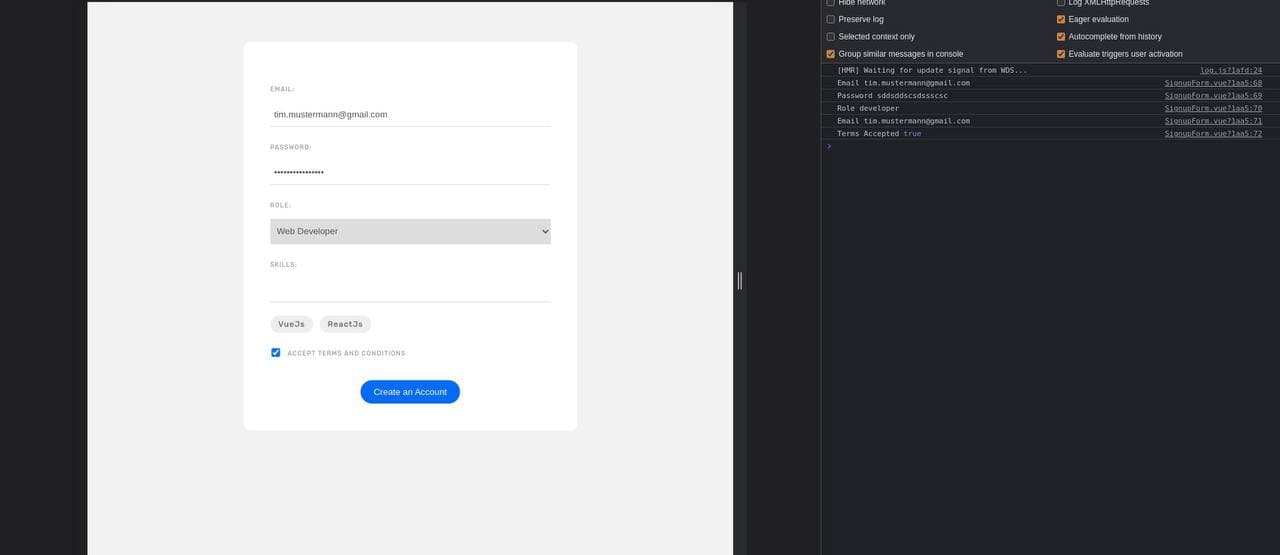 EMAIL:
tim.mustermann@gmail.com
PASSWORD:
••••••••••••••••
ROLE:
Web Developer
SKILLS:
VueJs ReactJs
ACCEPT TERMS AND CONDITIONS
Create an Account
Hide network Log XMLHttpRequests
Preserve log Eager evaluation
Selected context only Autocomplete from history
Group similar messages in console Evaluate triggers user activation
[HMR] Waiting for update signal from WDS... log.js?1afd:24
Email tim.mustermann@gmail.com SignupForm.vue?1aa5:68
Password sddsddscsdssscsc SignupForm.vue?1aa5:69
Role developer SignupForm.vue?1aa5:70
Email tim.mustermann@gmail.com SignupForm.vue?1aa5:71
Terms Accepted true SignupForm.vue?1aa5:72